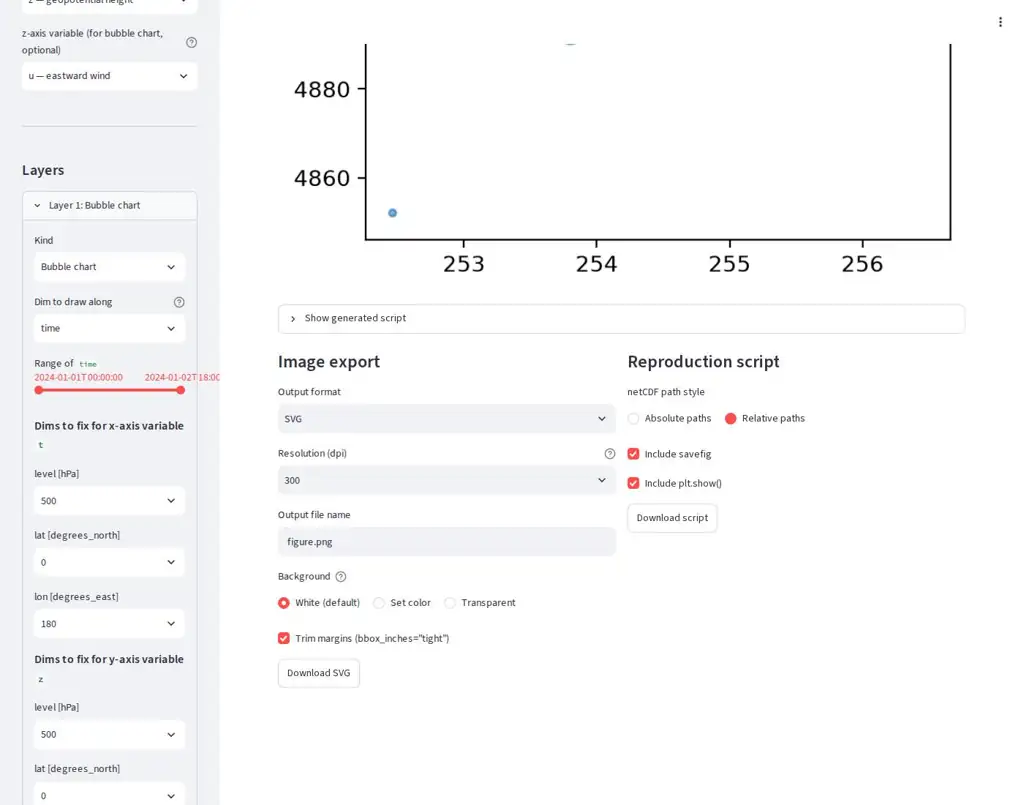 z — geopotential height
z-axis variable (for bubble chart,
optional)
u — eastward wind
Layers
Layer 1: Bubble chart
Kind
Bubble chart
Dim to draw along
time
Range of time
2024-01-01T00:00:00 2024-01-02T18:00
Dims to fix for x-axis variable
t
level [hPa]
500
lat [degrees_north]
0
lon [degrees_east]
180
Dims to fix for y-axis variable
z
level [hPa]
500
lat [degrees_north]
0
4880
4860
253 254 255 256
Show generated script
Image export
Output format
SVG
Resolution (dpi)
300
Output file name
figure.png
Background
White (default) Set color Transparent
Trim margins (bbox_inches="tight")
Download SVG
Reproduction script
netCDF path style
Absolute paths Relative paths
Include savefig
Include plt.show()
Download script